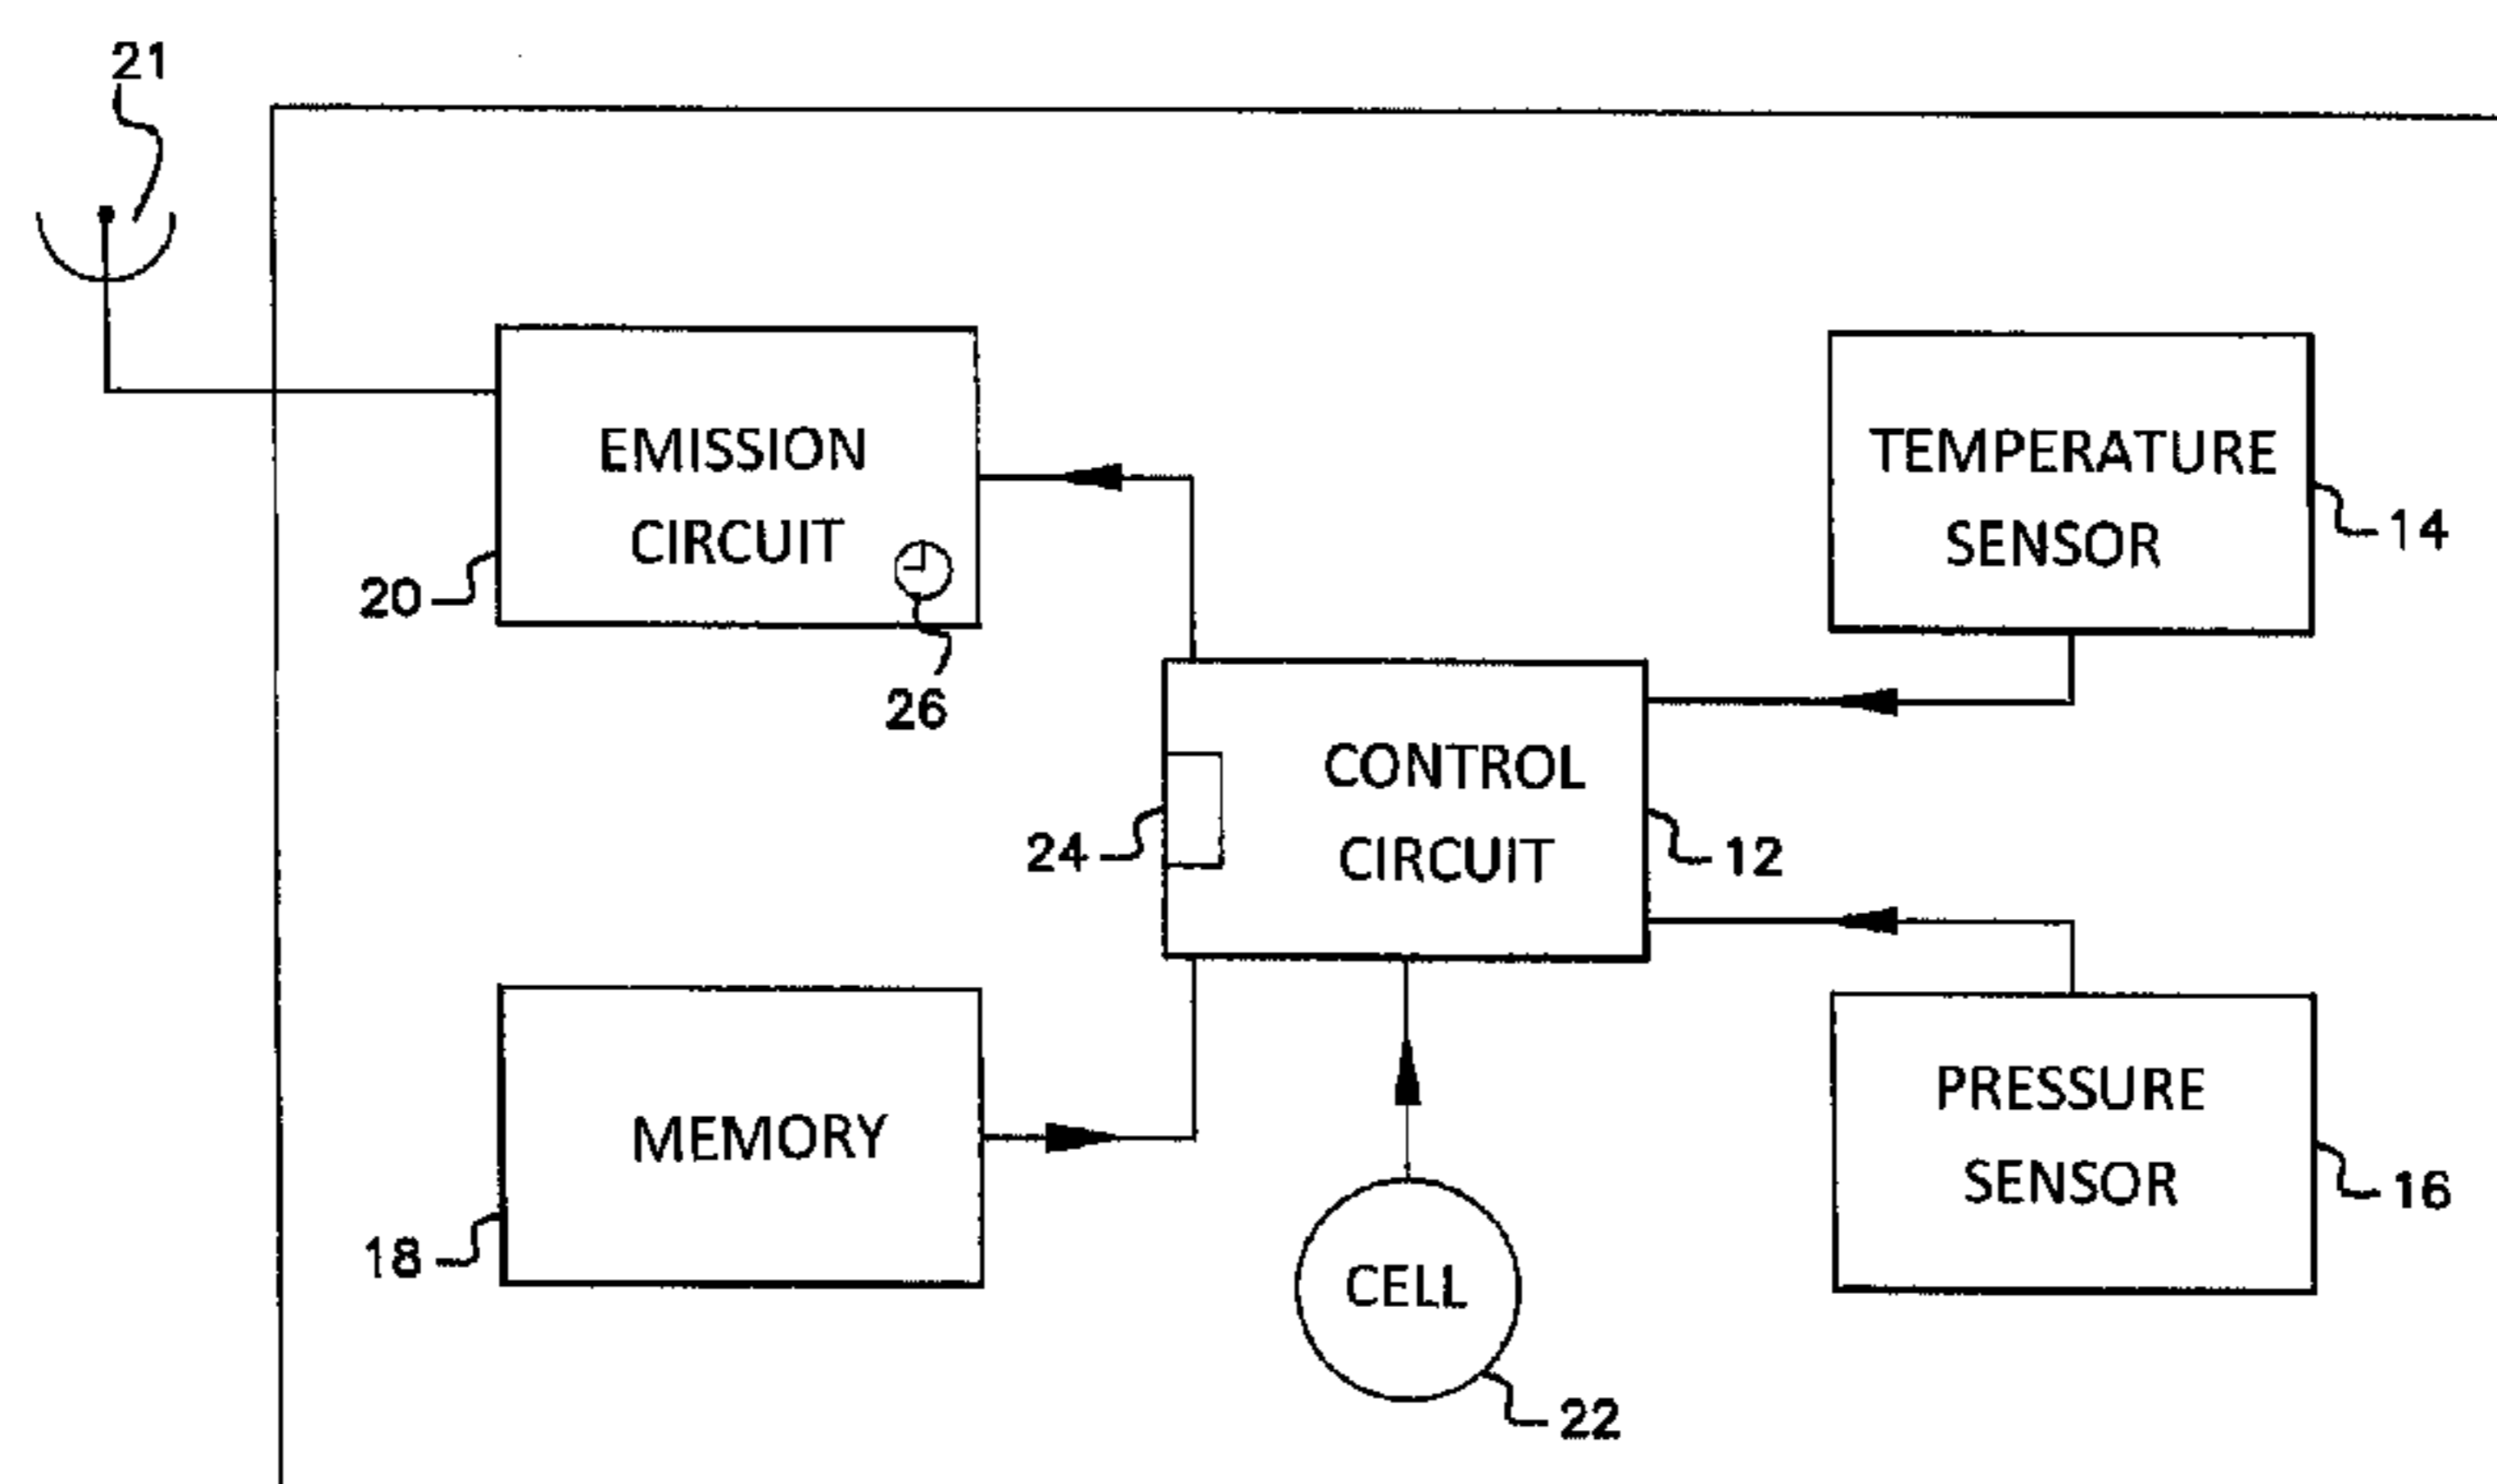 21
EMISSION
CIRCUIT
20
26
TEMPERATURE
SENSOR
14
CONTROL
CIRCUIT
24
12
MEMORY
18
CELL
22
PRESSURE
SENSOR
16